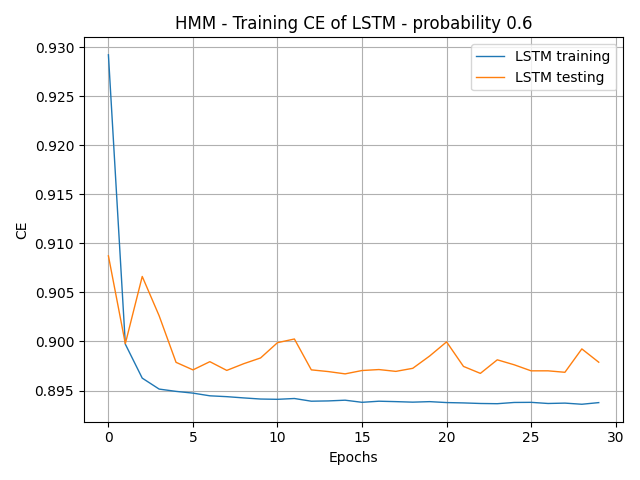 HMM - Training CE of LSTM - probability 0.6
LSTM training
LSTM testing
0.930
0.925
0.920
0.915
0.910
0.905
0.900
0.895
CE
0 5 10 15 20 25 30
Epochs